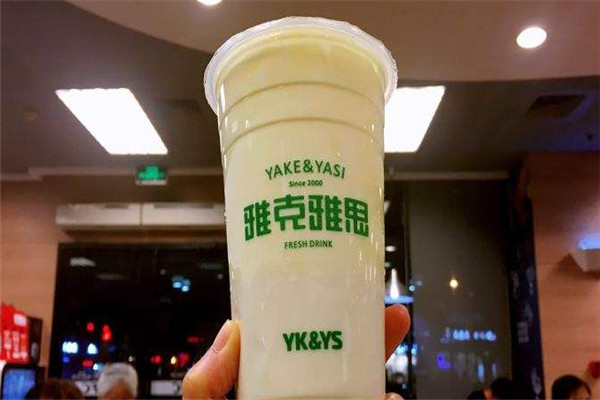 YAKE&YASI
Since 2000
雅克雅思
FRESH DRINK
YK&YS